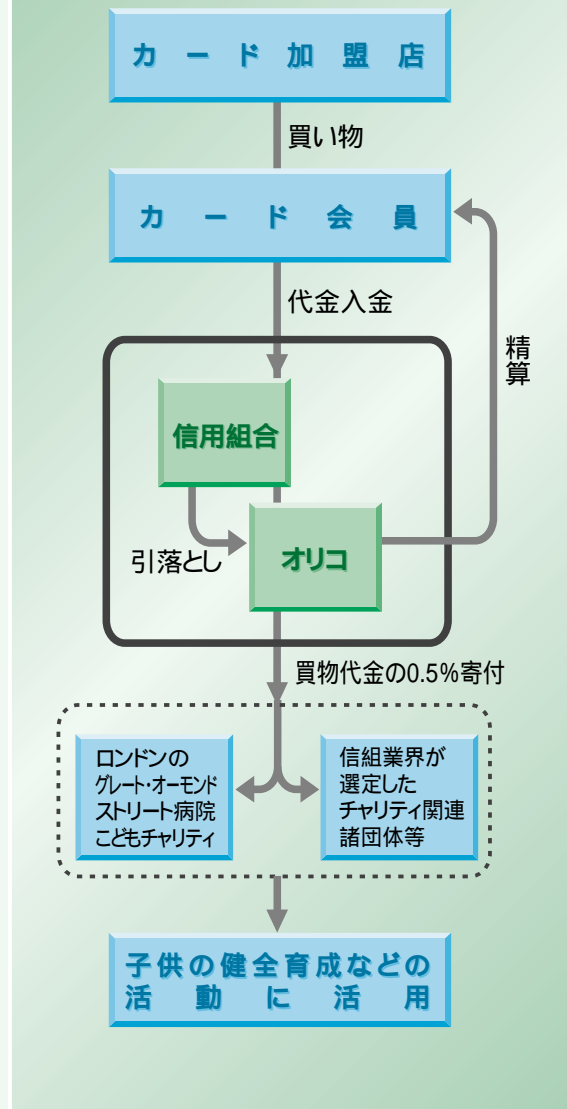 カード加盟店
買い物
カード会員
代金入金
精算
信用組合
引落とし
オリコ
買物代金の0.5%寄付
ロンドンの
グレート・オーモンド
ストリート病院
こどもチャリティ
信組業界が
選定した
チャリティ関連
諸団体等
子供の健全育成などの
活動に活用